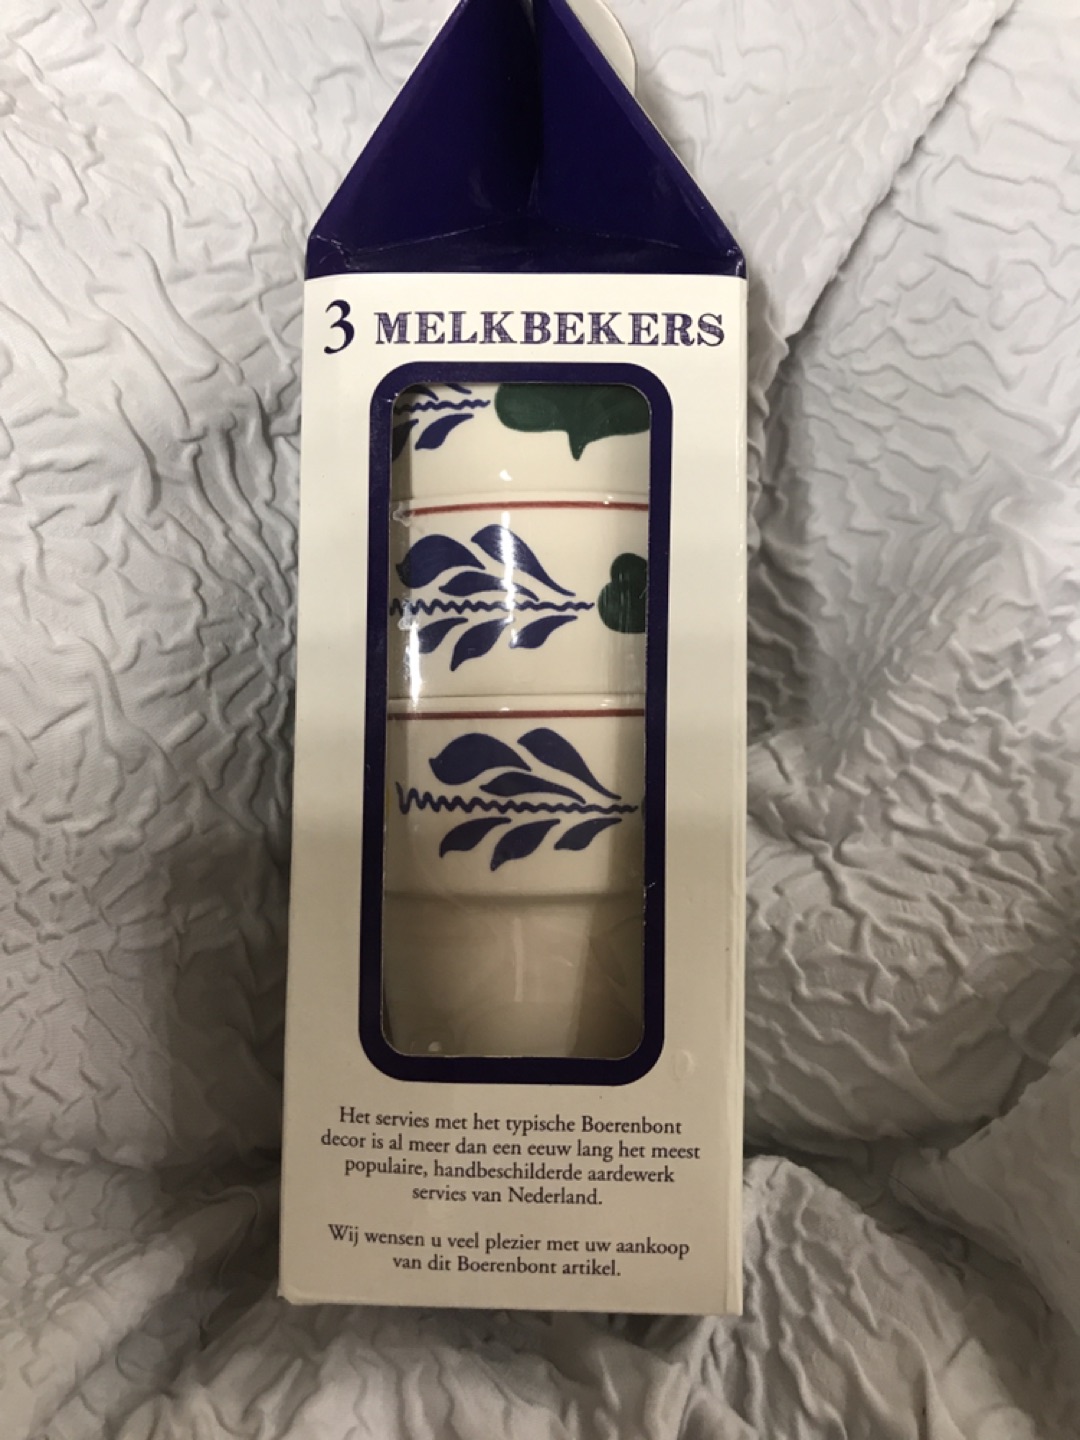 3 MELKBEKERS
Het servies met het typische Boerenbont
decor is al meer dan een eeuw lang het meest
populaire, handbeschilderde aardewerk
servies van Nederland.
Wij wensen u veel plezier met uw aankoop
van dit Boerenbont artikel.